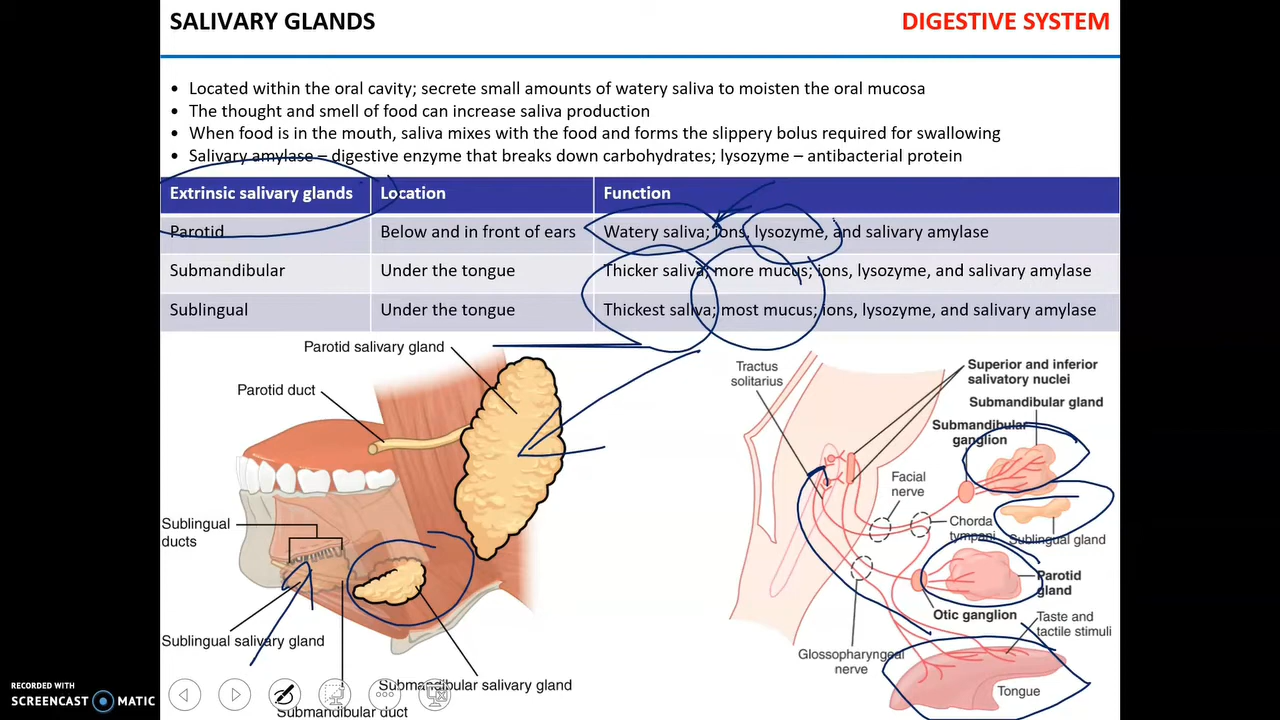 SALIVARY GLANDS
DIGESTIVE SYSTEM
• Located within the oral cavity; secrete small amounts of watery saliva to moisten the oral mucosa
• The thought and smell of food can increase saliva production
• When food is in the mouth, saliva mixes with the food and forms the slippery bolus required for swallowing
• Salivary amylase – digestive enzyme that breaks down carbohydrates; lysozyme – antibacterial protein
Extrinsic salivary glands Location Function
Parotid Below and in front of ears Watery saliva; ions, lysozyme, and salivary amylase
Submandibular Under the tongue Thicker saliva; more mucus; ions, lysozyme, and salivary amylase
Sublingual Under the tongue Thickest saliva; most mucus; ions, lysozyme, and salivary amylase
Parotid salivary gland
Parotid duct
Sublingual
ducts
Sublingual salivary gland
Submandibular salivary gland
Submandibular duct
Tractus
solitarius
Superior and inferior
salivatory nuclei
Submandibular gland
Submandibular
ganglion
Facial
nerve
Chorda
tympani
Sublingual gland
Parotid
gland
Otic ganglion
Taste and
tactile stimuli
Glossopharyngeal
nerve
Tongue
RECORDED WITH
SCREENCAST MATIC